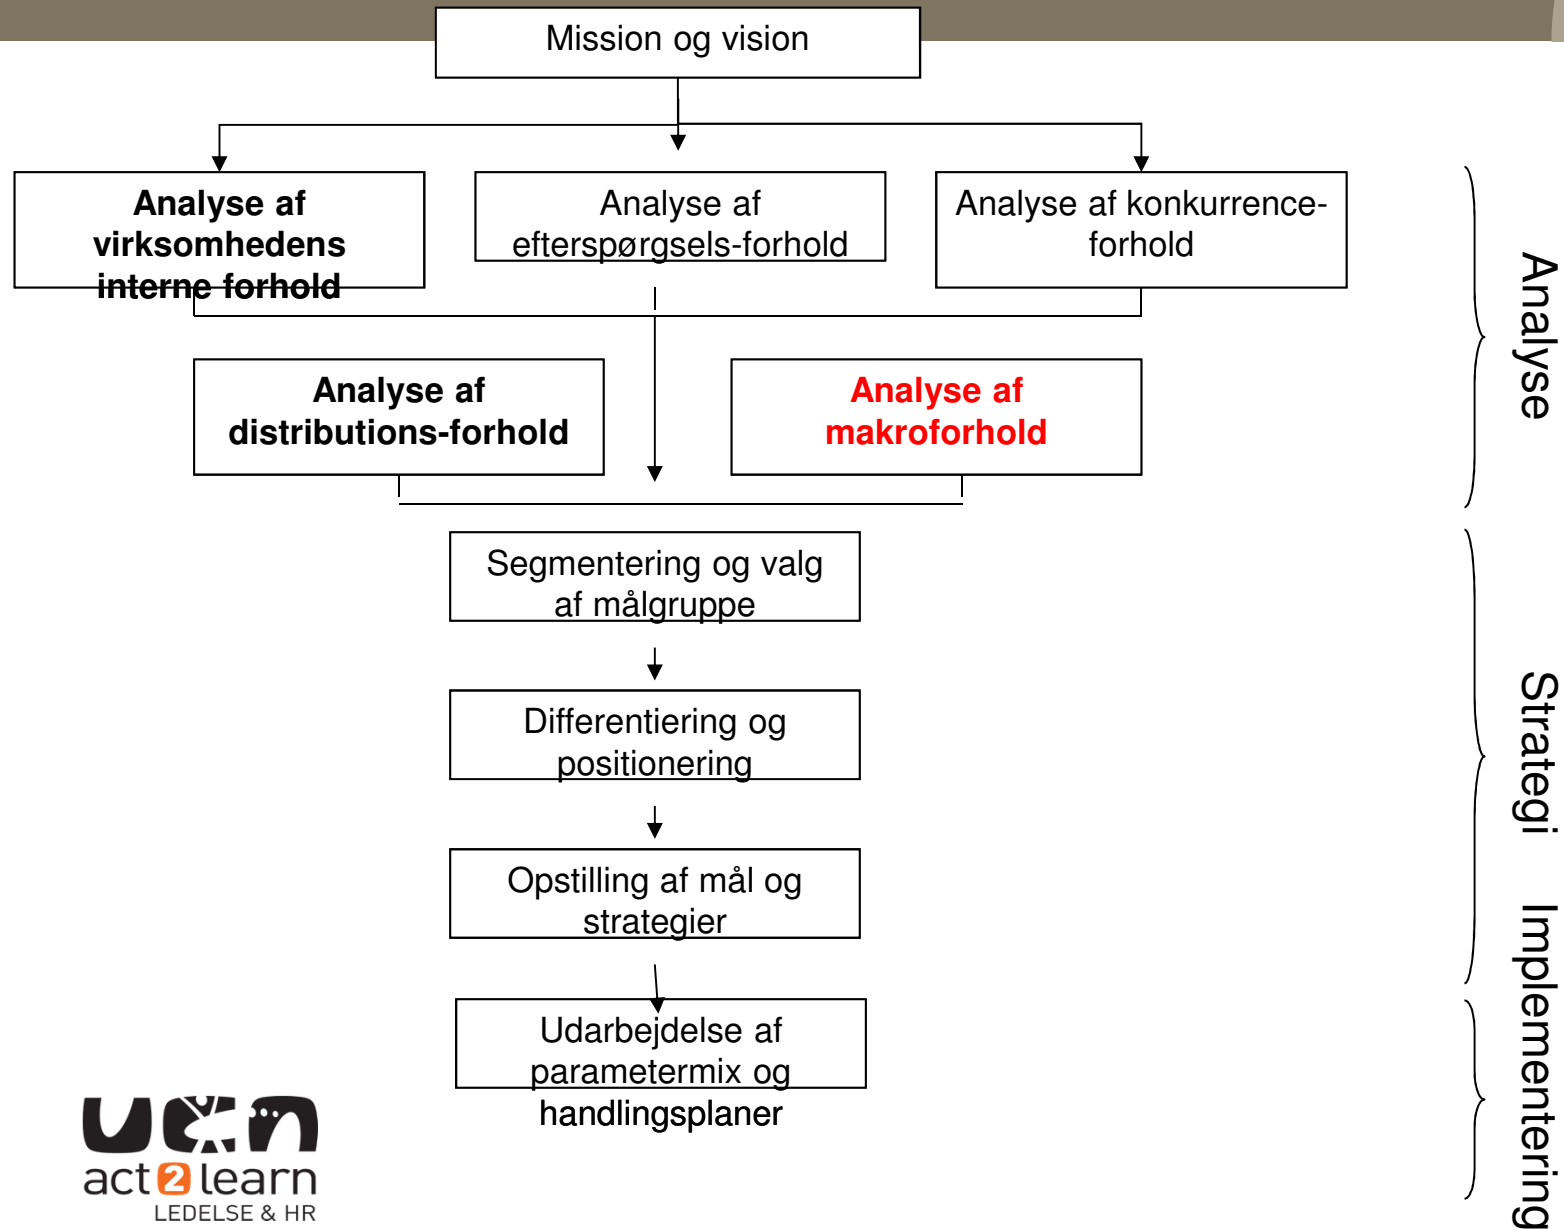 Mission og vision
Analyse af
virksomhedens
interne forhold
Analyse af
efterspørgsels-forhold
Analyse af konkurrence-
forhold
Analyse af
distributions-forhold
Analyse af
makroforhold
Analyse
Segmentering og valg
af målgruppe
Differentiering og
positionering
Opstilling af mål og
strategier
Strategi
Udarbejdelse af
parametermix og
handlingsplaner
Implementering
ucn
act2learn
LEDELSE & HR